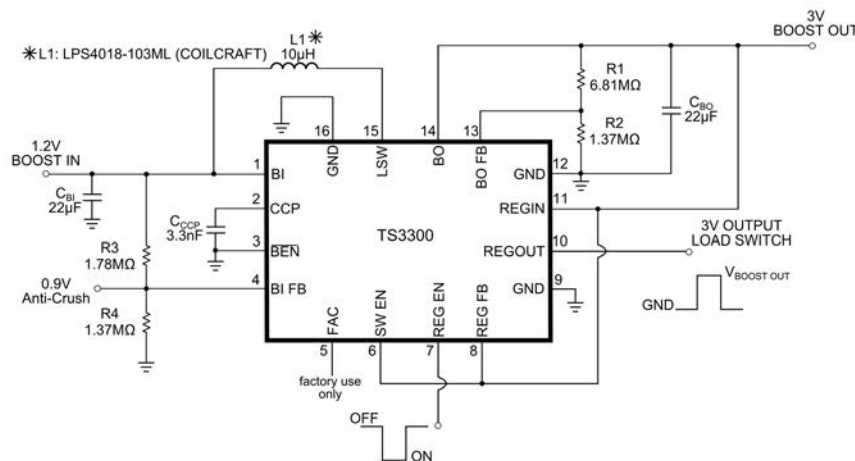 ✳L1: LPS4018-103ML (COILCRAFT)
L1✳
10µH
3V
BOOST OUT
R1
6.81MΩ
R2
1.37MΩ
CBO
22µF
16
15
14
13
GND
LSW
BO
BO FB
1.2V
BOOST IN
CBI
22µF
1
BI
GND
12
CCCP
3.3nF
2
CCP
REGIN
11
TS3300
R3
1.78MΩ
3
BEN
REGOUT
10
3V OUTPUT
LOAD SWITCH
0.9V
Anti-Crush
4
BI FB
GND
9
R4
1.37MΩ
GND
VBOOST OUT
FAC
SW EN
REG EN
REG FB
5
6
7
8
factory use
only
OFF
ON